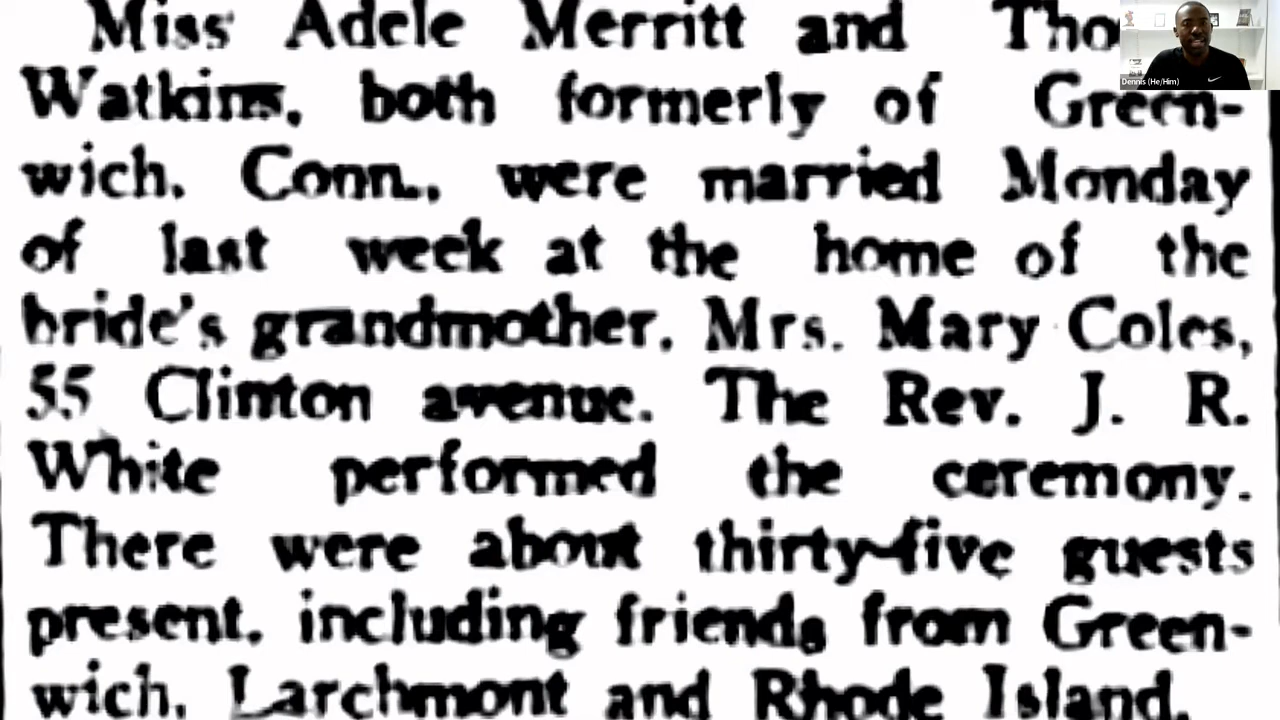 Miss Adele Merritt and Tho
Watkins, both formerly of Green-
wich, Conn., were married Monday
of last week at the home of the
bride's grandmother, Mrs. Mary Coles,
55 Clinton avenue. The Rev. J. R.
White performed the ceremony.
There were about thirty-five guests
present, including friends from Green-
wich, Larchmont and Rhode Island.
Dennis (He/Him)